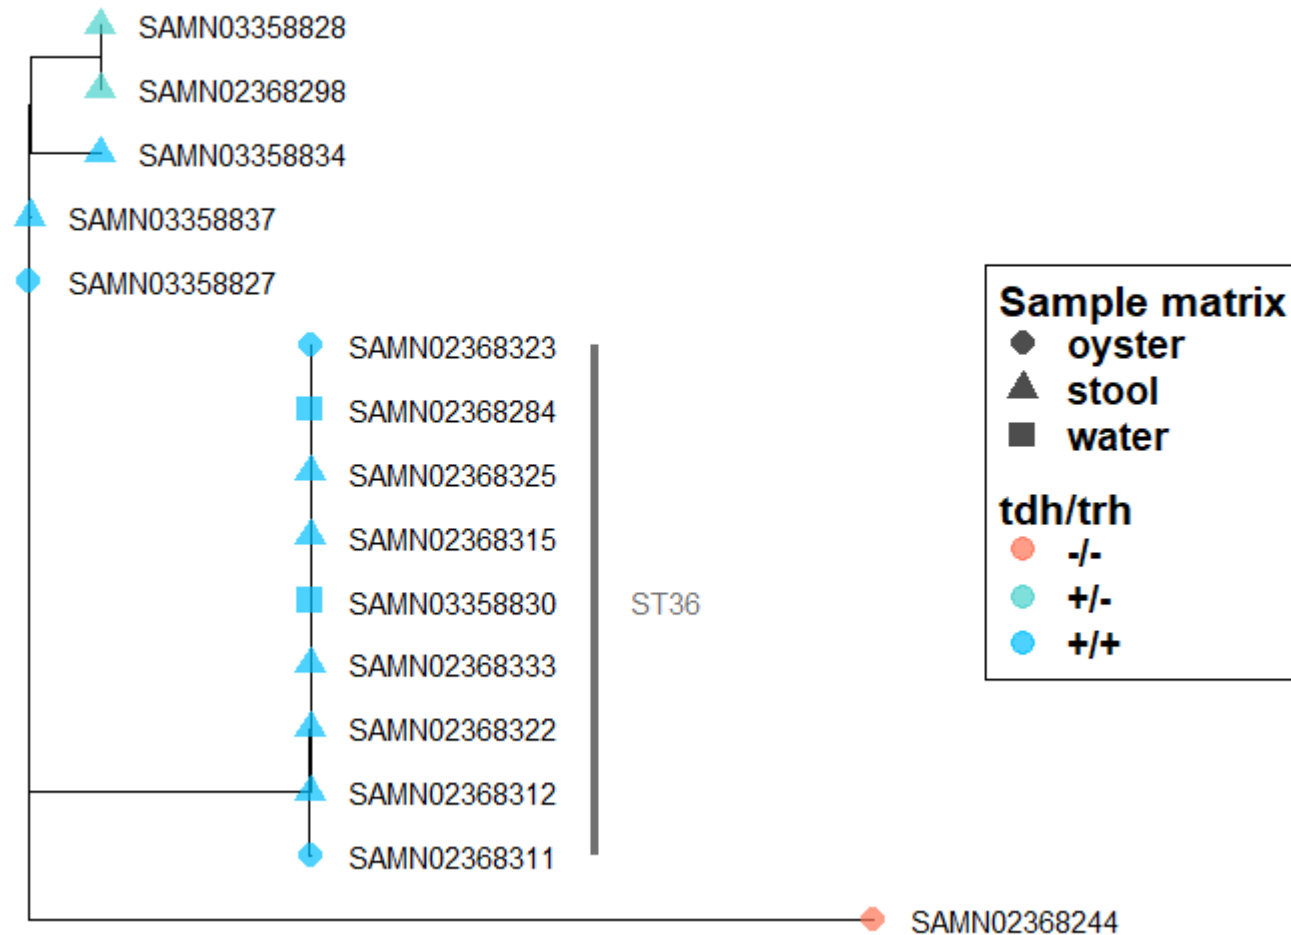 SAMN03358828
SAMN02368298
SAMN03358834
SAMN03358837
SAMN03358827
SAMN02368323
SAMN02368284
SAMN02368325
SAMN02368315
SAMN03358830
SAMN02368333
SAMN02368322
SAMN02368312
SAMN02368311
SAMN02368244
ST36
Sample matrix
oyster
stool
water
tdh/trh
-/-
+/-
+/+